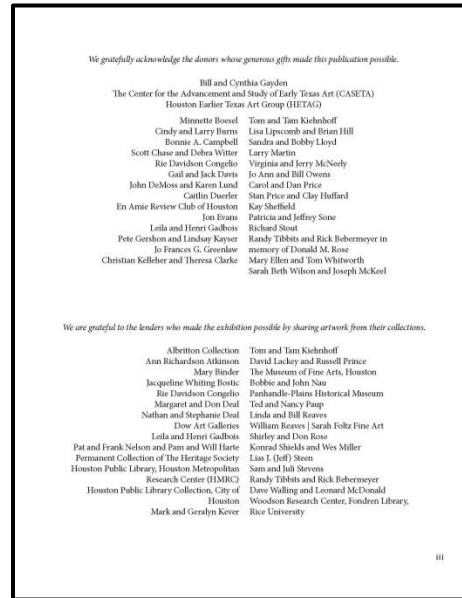 We gratefully acknowledge the donors whose generous gifts made this publication possible.
Bill and Cynthia Gayden
The Center for the Advancement and Study of Early Texas Art (CASETA)
Houston Earlier Texas Art Group (HETAG)
Minnette Boesel
Cindy and Larry Burns
Bonnie A. Campbell
Scott Chase and Debra Witter
Rie Davidson Congelio
Gail and Jack Davis
John DeMoss and Karen Lund
Caitlin Duerler
En Amie Review Club of Houston
Jon Evans
Leila and Henri Gadbois
Pete Gershon and Lindsay Kayser
Jo Frances G. Greenlaw
Christian Kelleher and Theresa Clarke
Tom and Tam Kiehnhoff
Lisa Lipscomb and Brian Hill
Sandra and Bobby Lloyd
Larry Martin
Virginia and Jerry McNeely
Jo Ann and Bill Owens
Carol and Dan Price
Stan Price and Clay Huffard
Kay Sheffield
Patricia and Jeffrey Sone
Richard Stout
Randy Tibbits and Rick Bebermeyer in
memory of Donald M. Rose
Mary Ellen and Tom Whitworth
Sarah Beth Wilson and Joseph McKeel
We are grateful to the lenders who made the exhibition possible by sharing artwork from their collections.
Albritton Collection
Ann Richardson Atkinson
Mary Binder
Jacqueline Whiting Bostic
Rie Davidson Congelio
Margaret and Don Deal
Nathan and Stephanie Deal
Dow Art Galleries
Leila and Henri Gadbois
Pat and Frank Nelson and Pam and Will Harte
Permanent Collection of The Heritage Society
Houston Public Library, Houston Metropolitan
Research Center (HMRC)
Houston Public Library Collection, City of
Houston
Mark and Geralyn Kever
Tom and Tam Kiehnhoff
David Lackey and Russell Prince
The Museum of Fine Arts, Houston
Bobbie and John Nau
Panhandle-Plains Historical Museum
Ted and Nancy Paup
Linda and Bill Reaves
William Reaves | Sarah Foltz Fine Art
Shirley and Don Rose
Konrad Shields and Wes Miller
Lias J. (Jeff) Steen
Sam and Juli Stevens
Randy Tibbits and Rick Bebermeyer
Dave Walling and Leonard McDonald
Woodson Research Center, Fondren Library,
Rice University
iii